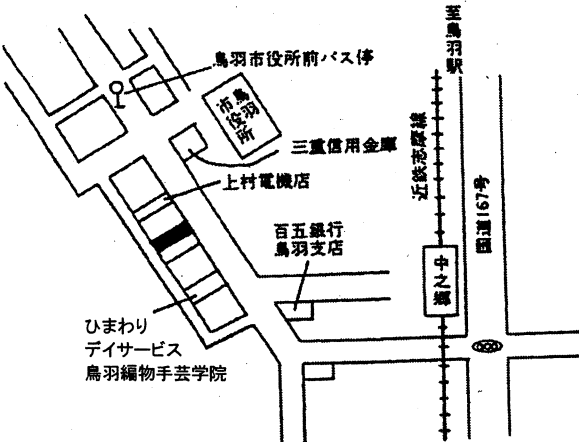 至鳥羽駅
鳥羽市役所前バス停
鳥羽
市役所
三重信用金庫
上村電機店
近鉄志摩線
国道167号
百五銀行
鳥羽支店
中之郷
ひまわり
デイサービス
鳥羽編物手芸学院